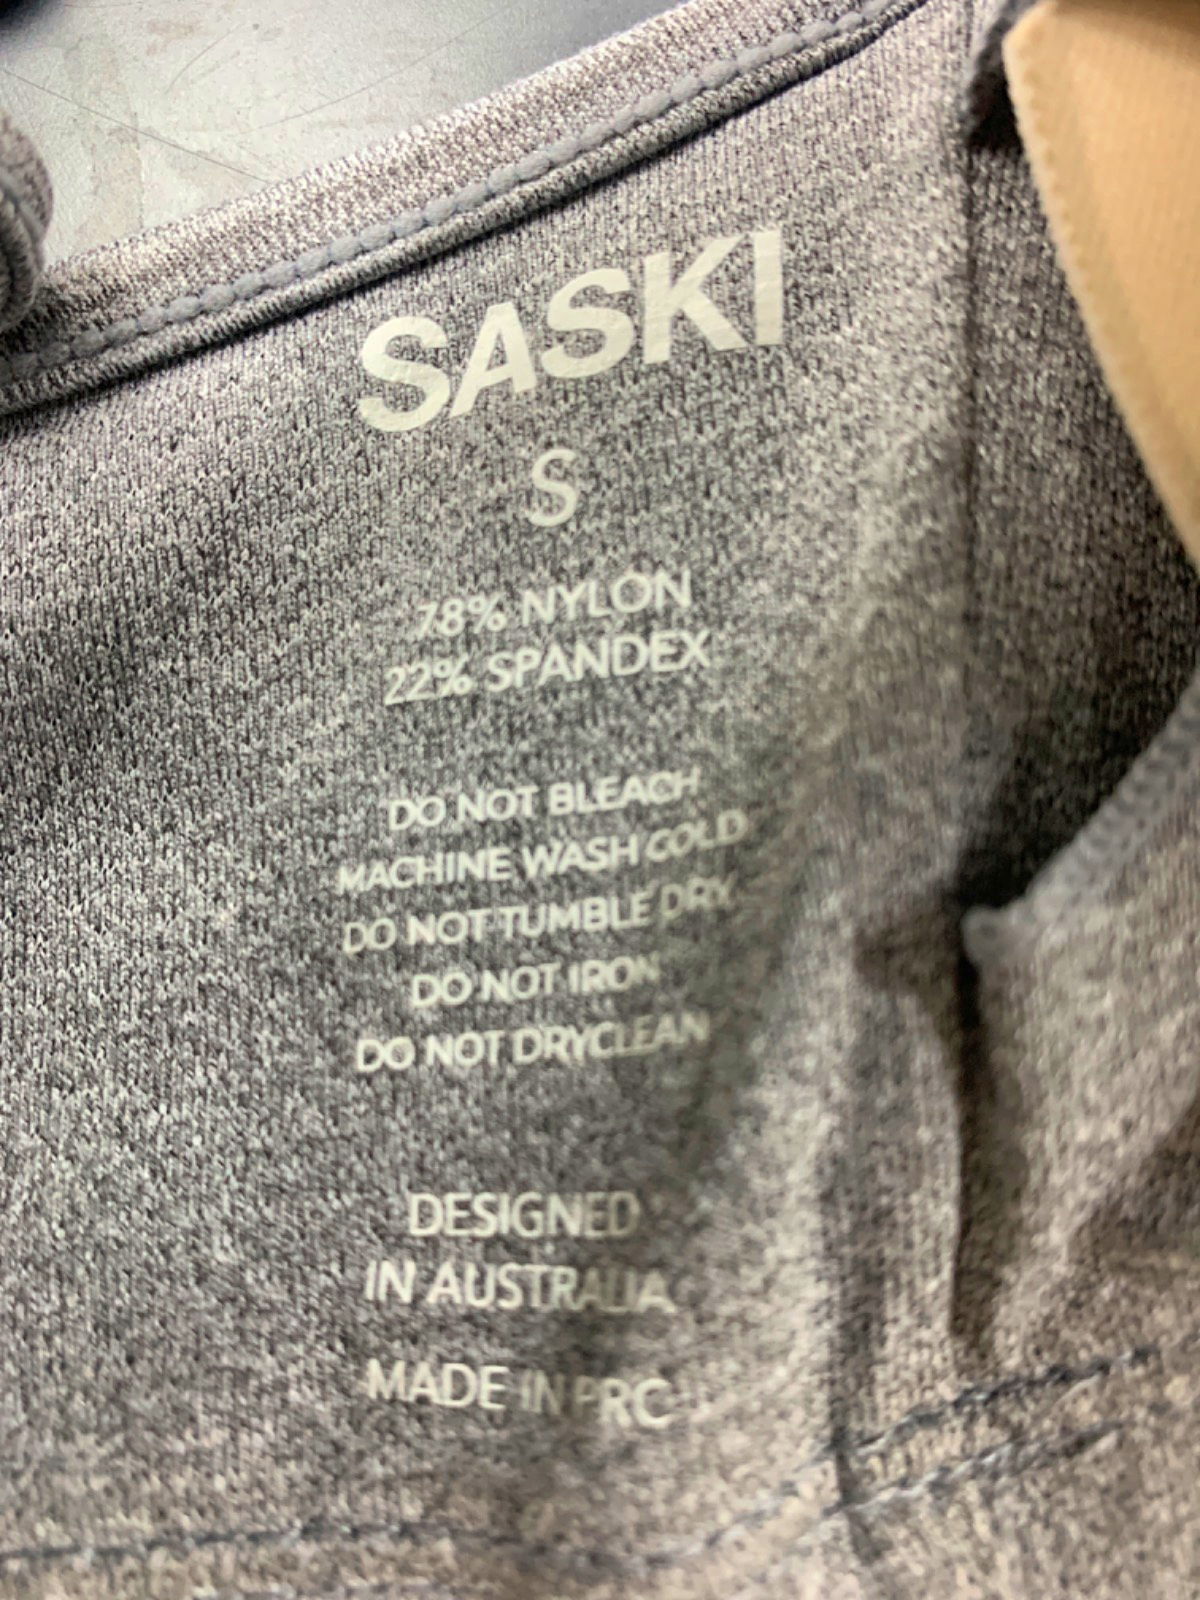 SASKI
S
78% NYLON
22% SPANDEX
DO NOT BLEACH
MACHINE WASH COLD
DO NOT TUMBLE DRY
DO NOT IRON
DO NOT DRYCLEAN
DESIGNED
IN AUSTRALIA
MADE IN PRC